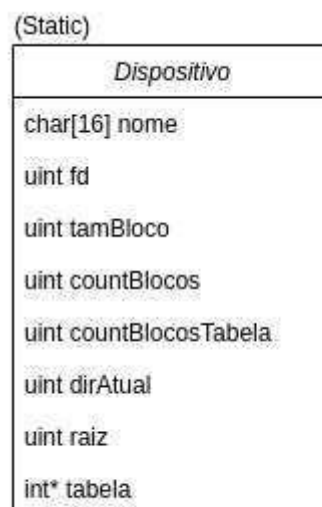 (Static)
Dispositivo
char[16] nome
uint fd
uint tamBloco
uint countBlocos
uint countBlocosTabela
uint dirAtual
uint raiz
int* tabela